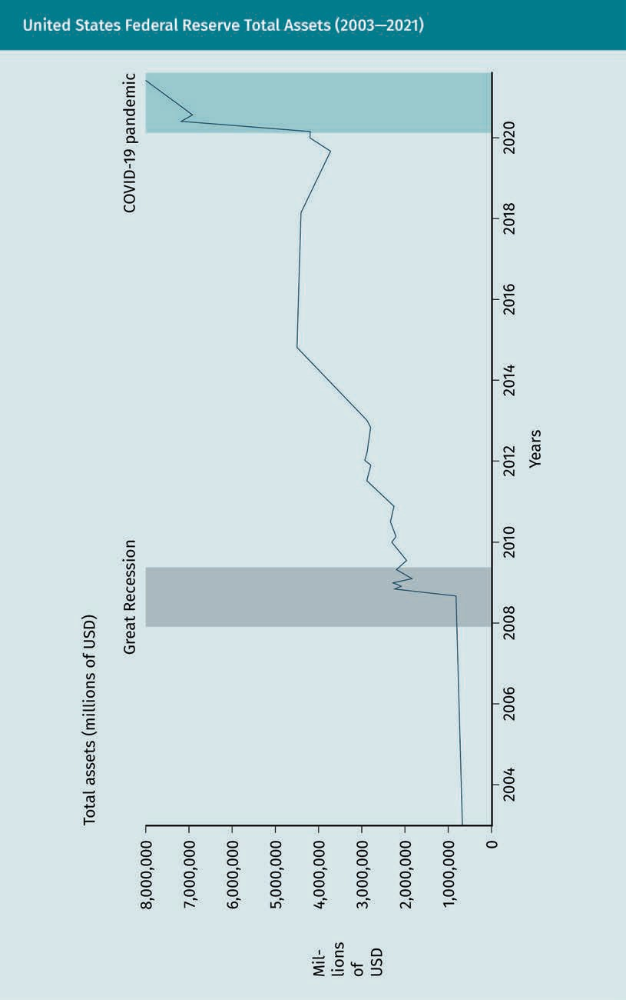 United States Federal Reserve Total Assets (2003—2021)
Total assets (millions of USD)
Great Recession
COVID-19 pandemic
8,000,000
7,000,000
6,000,000
5,000,000
4,000,000
3,000,000
2,000,000
1,000,000
0
Mil-
lions
of
USD
2004
2006
2008
2010
2012
2014
2016
2018
2020
Years